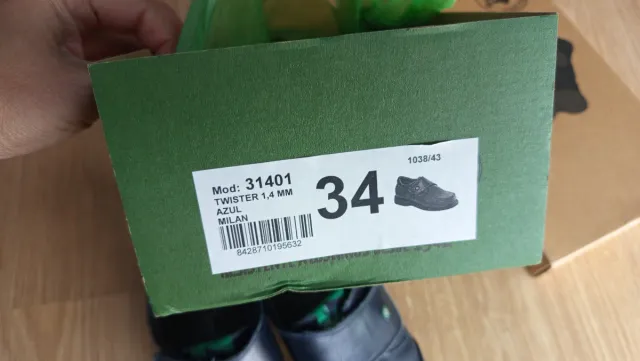 1038/43
Mod: 31401
TWISTER 1,4 MM
AZUL
MILAN
34
8428710195632